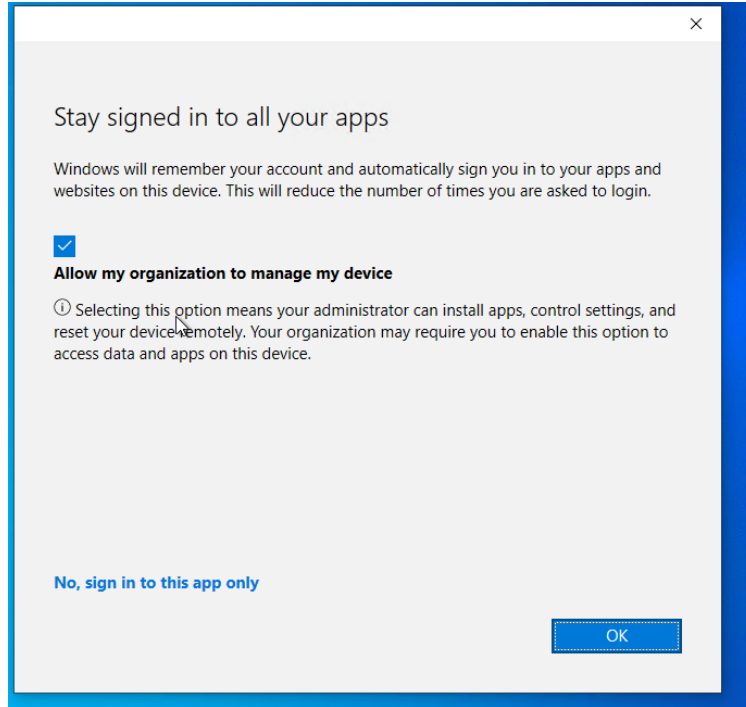 Stay signed in to all your apps
Windows will remember your account and automatically sign you in to your apps and
websites on this device. This will reduce the number of times you are asked to login.
Allow my organization to manage my device
Selecting this option means your administrator can install apps, control settings, and
reset your device remotely. Your organization may require you to enable this option to
access data and apps on this device.
No, sign in to this app only
OK